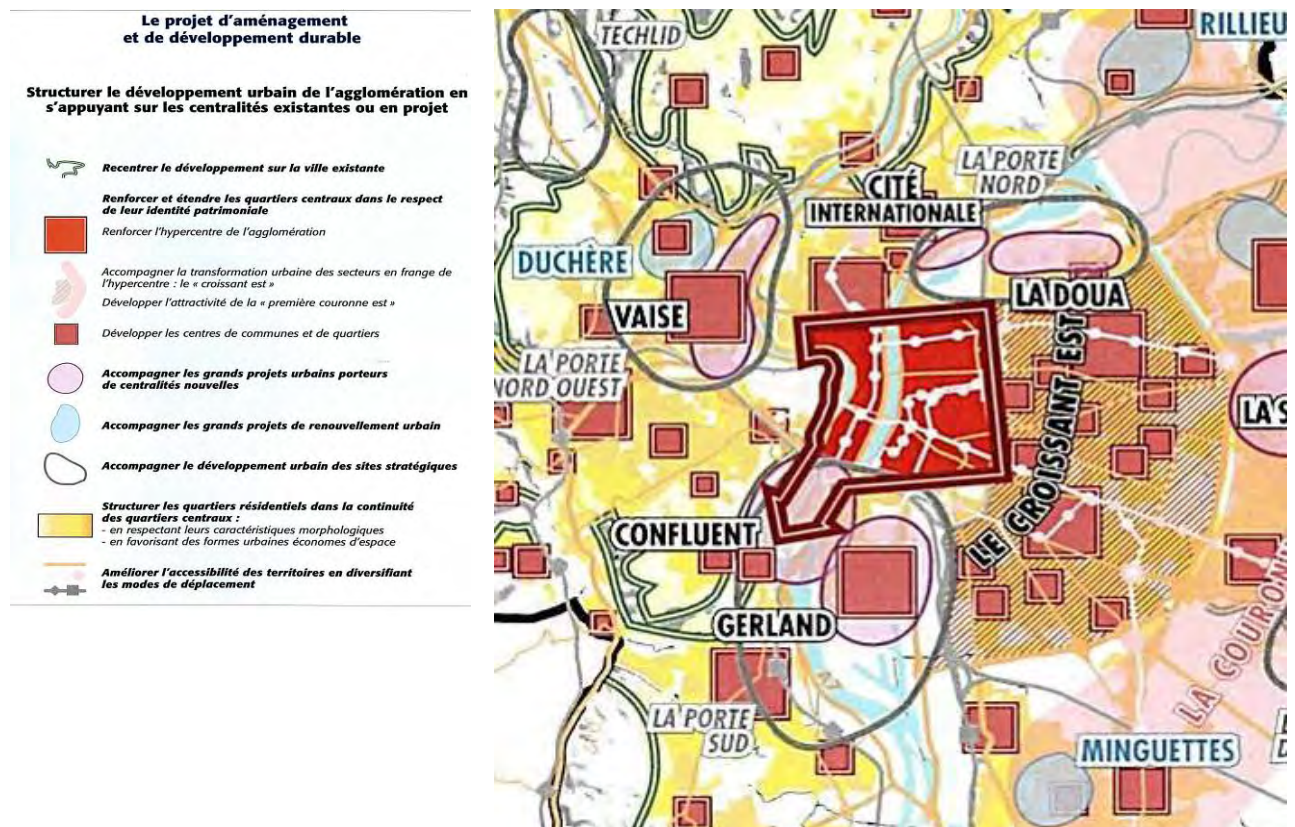 Le projet d'aménagement
et de développement durable
Structurer le développement urbain de l'agglomération en
s'appuyant sur les centralités existantes ou en projet
Recentrer le développement sur la ville existante
Renforcer et étendre les quartiers centraux dans le respect
de leur identité patrimoniale
Renforcer l'hypercentre de l'agglomération
Accompagner la transformation urbaine des secteurs en frange de
l'hypercentre : le « croissant est »
Développer l'attractivité de la « première couronne est »
Développer les centres de communes et de quartiers
Accompagner les grands projets urbains porteurs
de centralités nouvelles
Accompagner les grands projets de renouvellement urbain
Accompagner le développement urbain des sites stratégiques
Structurer les quartiers résidentiels dans la continuité
des quartiers centraux :
- en respectant leurs caractéristiques morphologiques
- en favorisant des formes urbaines économes d'espace
Améliorer l'accessibilité des territoires en diversifiant
les modes de déplacement
TECHLID
RILLIEU
LA PORTE
NORD
CITÉ
INTERNATIONALE
DUCHÈRE
VAISE
LA DOUA
LA PORTE
NORD OUEST
LA S
LE CROISSANT EST
CONFLUENT
GERLAND
A7
LA PORTE
SUD
LA COURONN
MINGUETTES